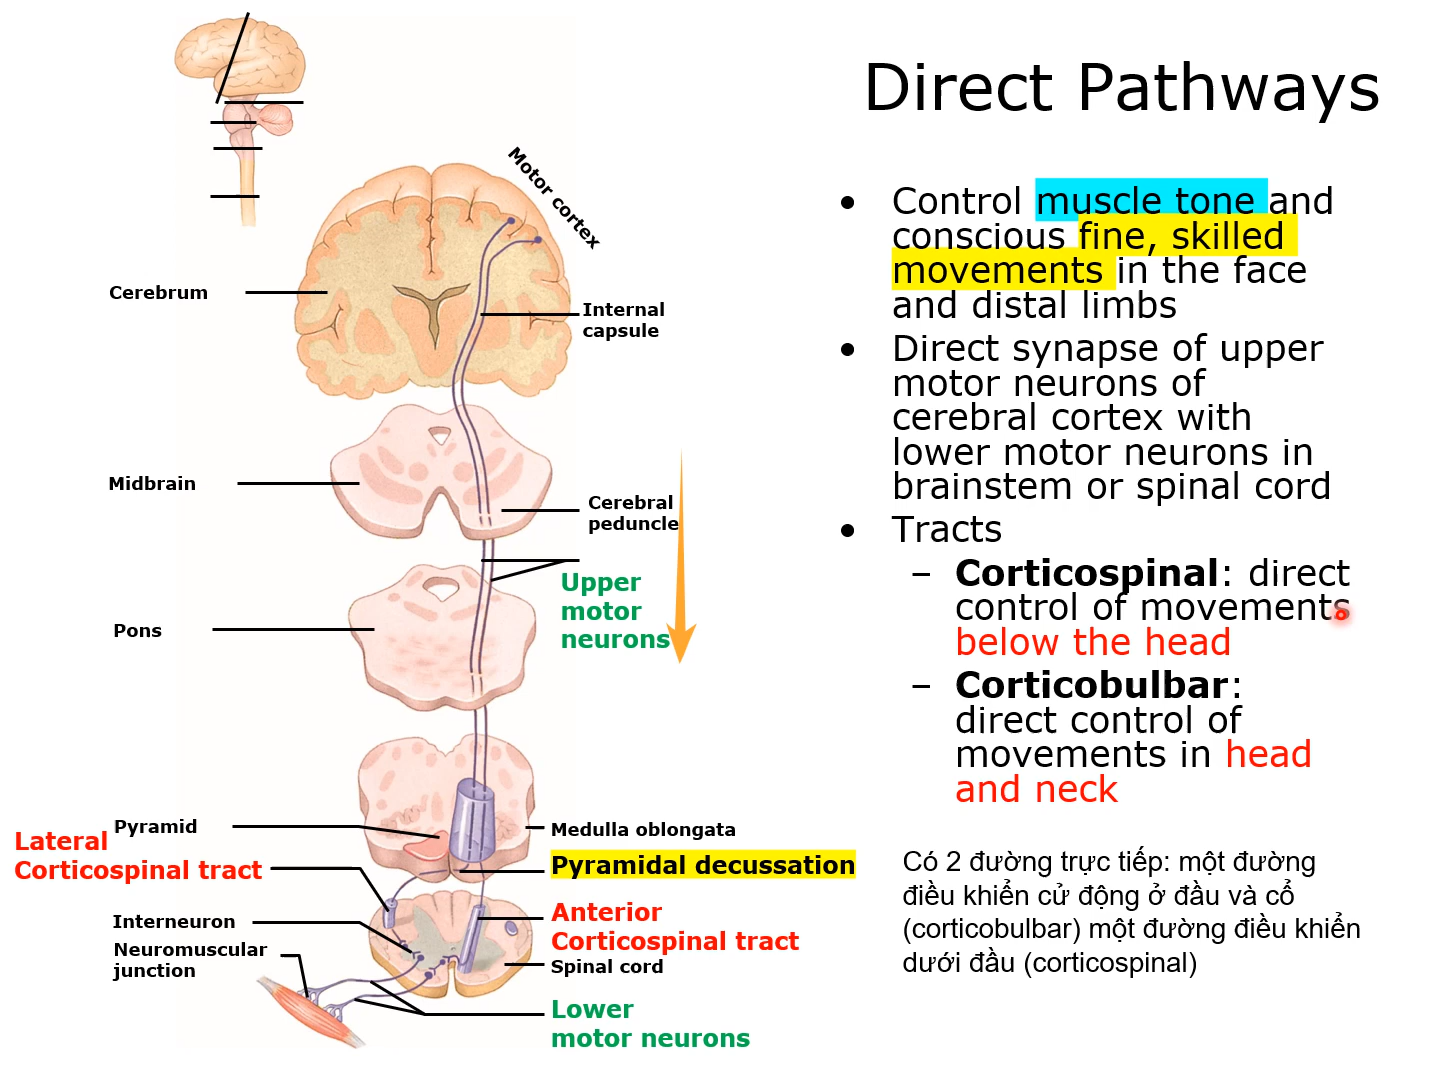 Direct Pathways
• Control muscle tone and
conscious fine, skilled
movements in the face
and distal limbs
• Direct synapse of upper
motor neurons of
cerebral cortex with
lower motor neurons in
brainstem or spinal cord
• Tracts
– Corticospinal: direct
control of movements
below the head
– Corticobulbar:
direct control of
movements in head
and neck
Có 2 đường trực tiếp: một đường
điều khiển cử động ở đầu và cổ
(corticobulbar) một đường điều khiển
dưới đầu (corticospinal)
Motor cortex
Cerebrum
Internal
capsule
Midbrain
Cerebral
peduncle
Upper
motor
neurons
Pons
Pyramid
Medulla oblongata
Lateral
Corticospinal tract
Pyramidal decussation
Interneuron
Anterior
Corticospinal tract
Neuromuscular
junction
Spinal cord
Lower
motor neurons